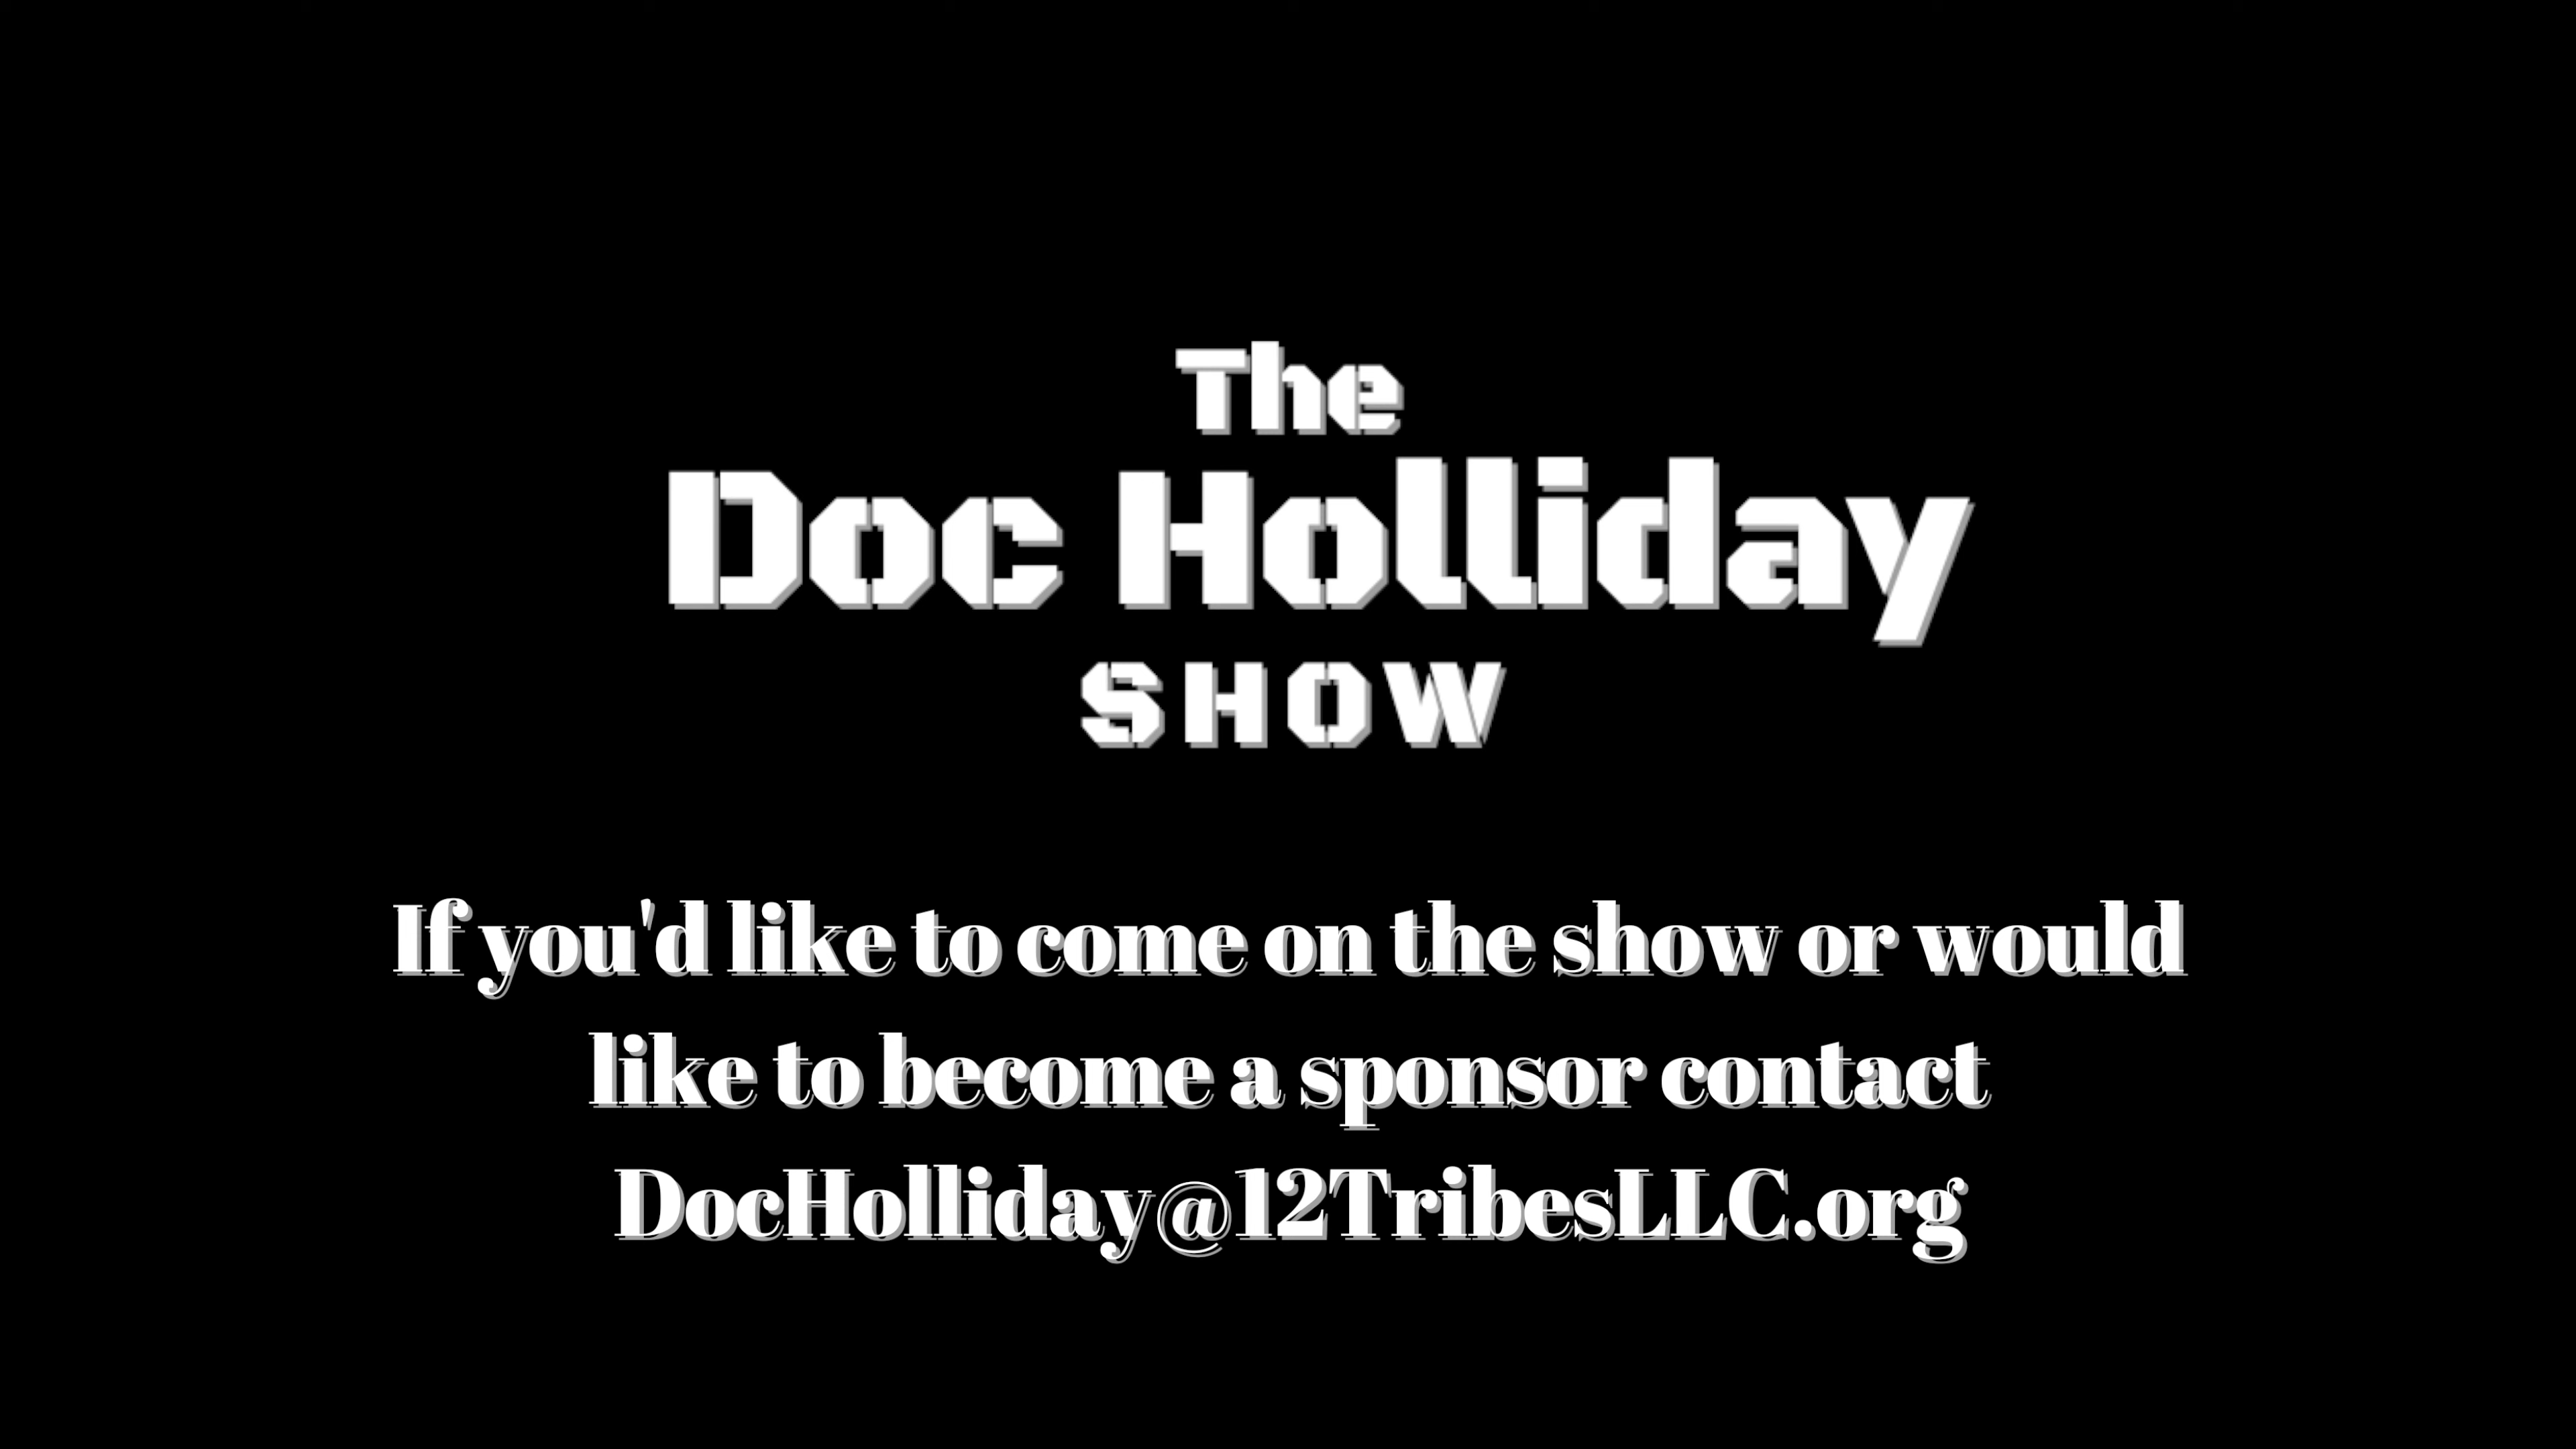 The
Doc Holliday
SHOW
If you'd like to come on the show or would
like to become a sponsor contact
DocHolliday@12TribesLLC.org